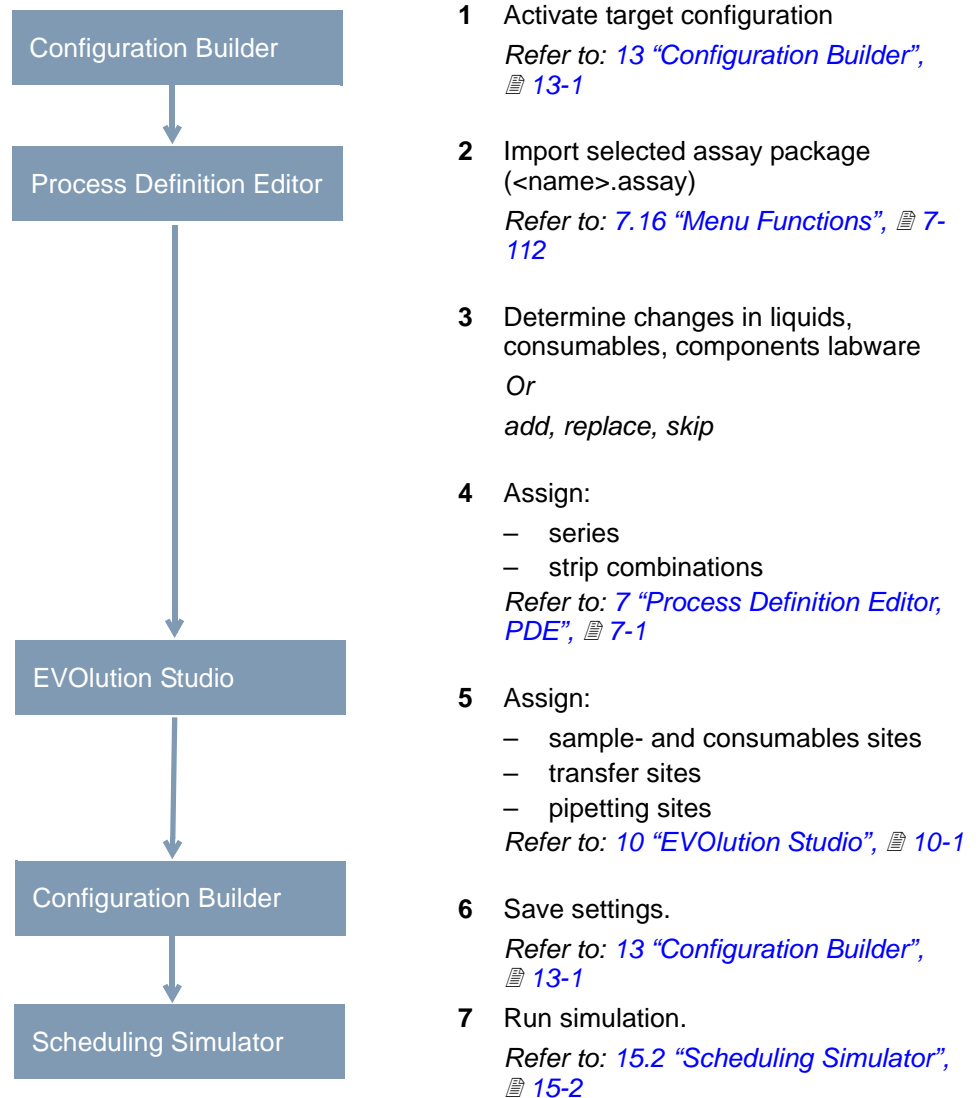 Configuration Builder
1 Activate target configuration
Refer to: 13 “Configuration Builder”,
13-1
Process Definition Editor
2 Import selected assay package
(<name>.assay)
Refer to: 7.16 “Menu Functions”, 7-
112
3 Determine changes in liquids,
consumables, components labware
Or
add, replace, skip
4 Assign:
– series
– strip combinations
Refer to: 7 “Process Definition Editor,
PDE”, 7-1
EVOlution Studio
5 Assign:
– sample- and consumables sites
– transfer sites
– pipetting sites
Refer to: 10 “EVOlution Studio”, 10-1
Configuration Builder
6 Save settings.
Refer to: 13 “Configuration Builder”,
13-1
Scheduling Simulator
7 Run simulation.
Refer to: 15.2 “Scheduling Simulator”,
15-2